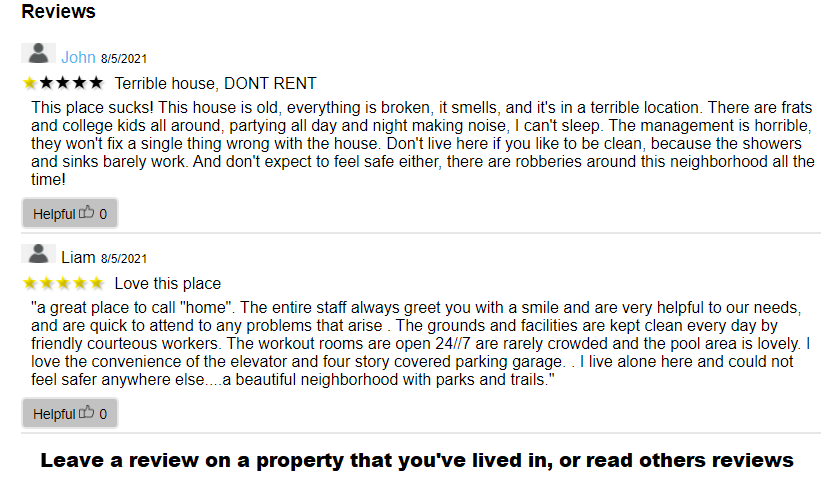 Reviews
John 8/5/2021
Terrible house, DONT RENT
This place sucks! This house is old, everything is broken, it smells, and it's in a terrible location. There are frats
and college kids all around, partying all day and night making noise, I can't sleep. The management is horrible,
they won't fix a single thing wrong with the house. Don't live here if you like to be clean, because the showers
and sinks barely work. And don't expect to feel safe either, there are robberies around this neighborhood all the
time!
Helpful 0
Liam 8/5/2021
Love this place
"a great place to call "home". The entire staff always greet you with a smile and are very helpful to our needs,
and are quick to attend to any problems that arise . The grounds and facilities are kept clean every day by
friendly courteous workers. The workout rooms are open 24//7 are rarely crowded and the pool area is lovely. I
love the convenience of the elevator and four story covered parking garage. . I live alone here and could not
feel safer anywhere else....a beautiful neighborhood with parks and trails."
Helpful 0
Leave a review on a property that you've lived in, or read others reviews